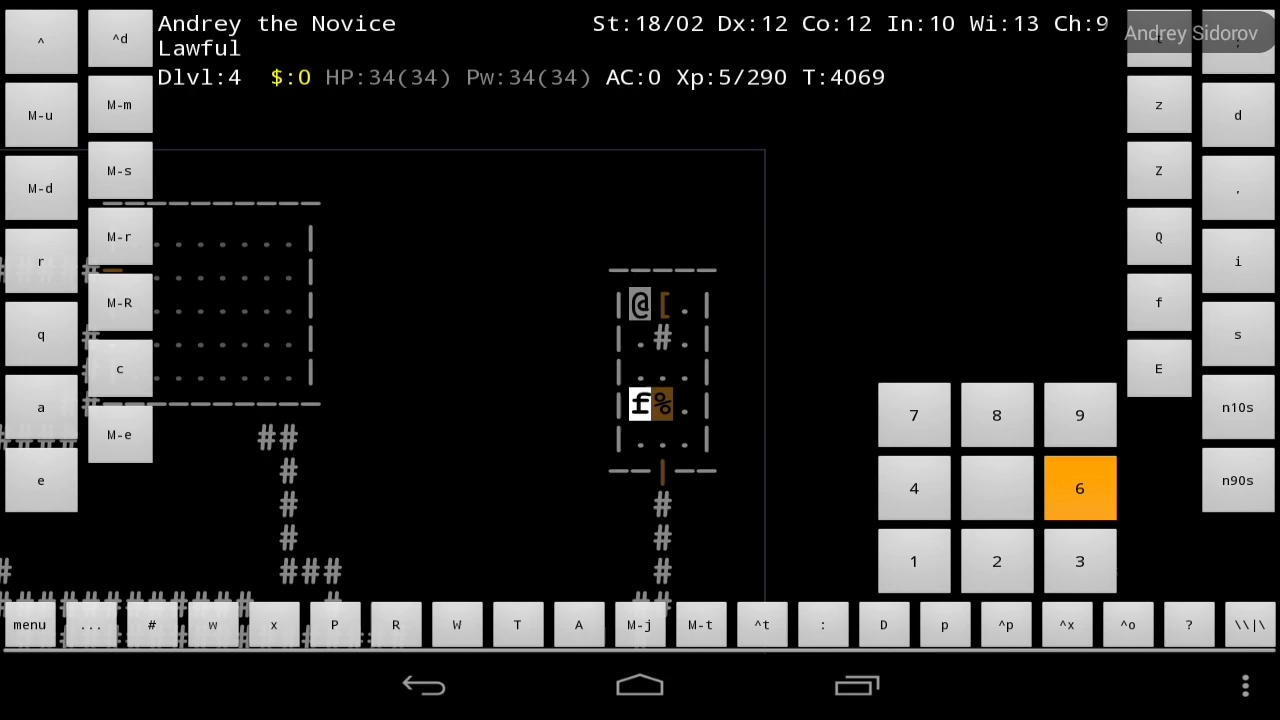 Andrey the Novice St:18/02 Dx:12 Co:12 In:10 Wi:13 Ch:9
Andrey Sidorov
Lawful
Dlvl:4 $:0 HP:34(34) Pw:34(34) AC:0 Xp:5/290 T:4069
^ ^d
M-u M-m z d
M-d M-s Z ,
r M-r Q i
q M-R f s
a c E n10s
e M-e n90s
@ [ .
. # .
. . .
f % .
. . .
7 8 9
4 6
1 2 3
menu ... # w x P R W T A M-j M-t ^t : D p ^p ^x ^o ? \\|\